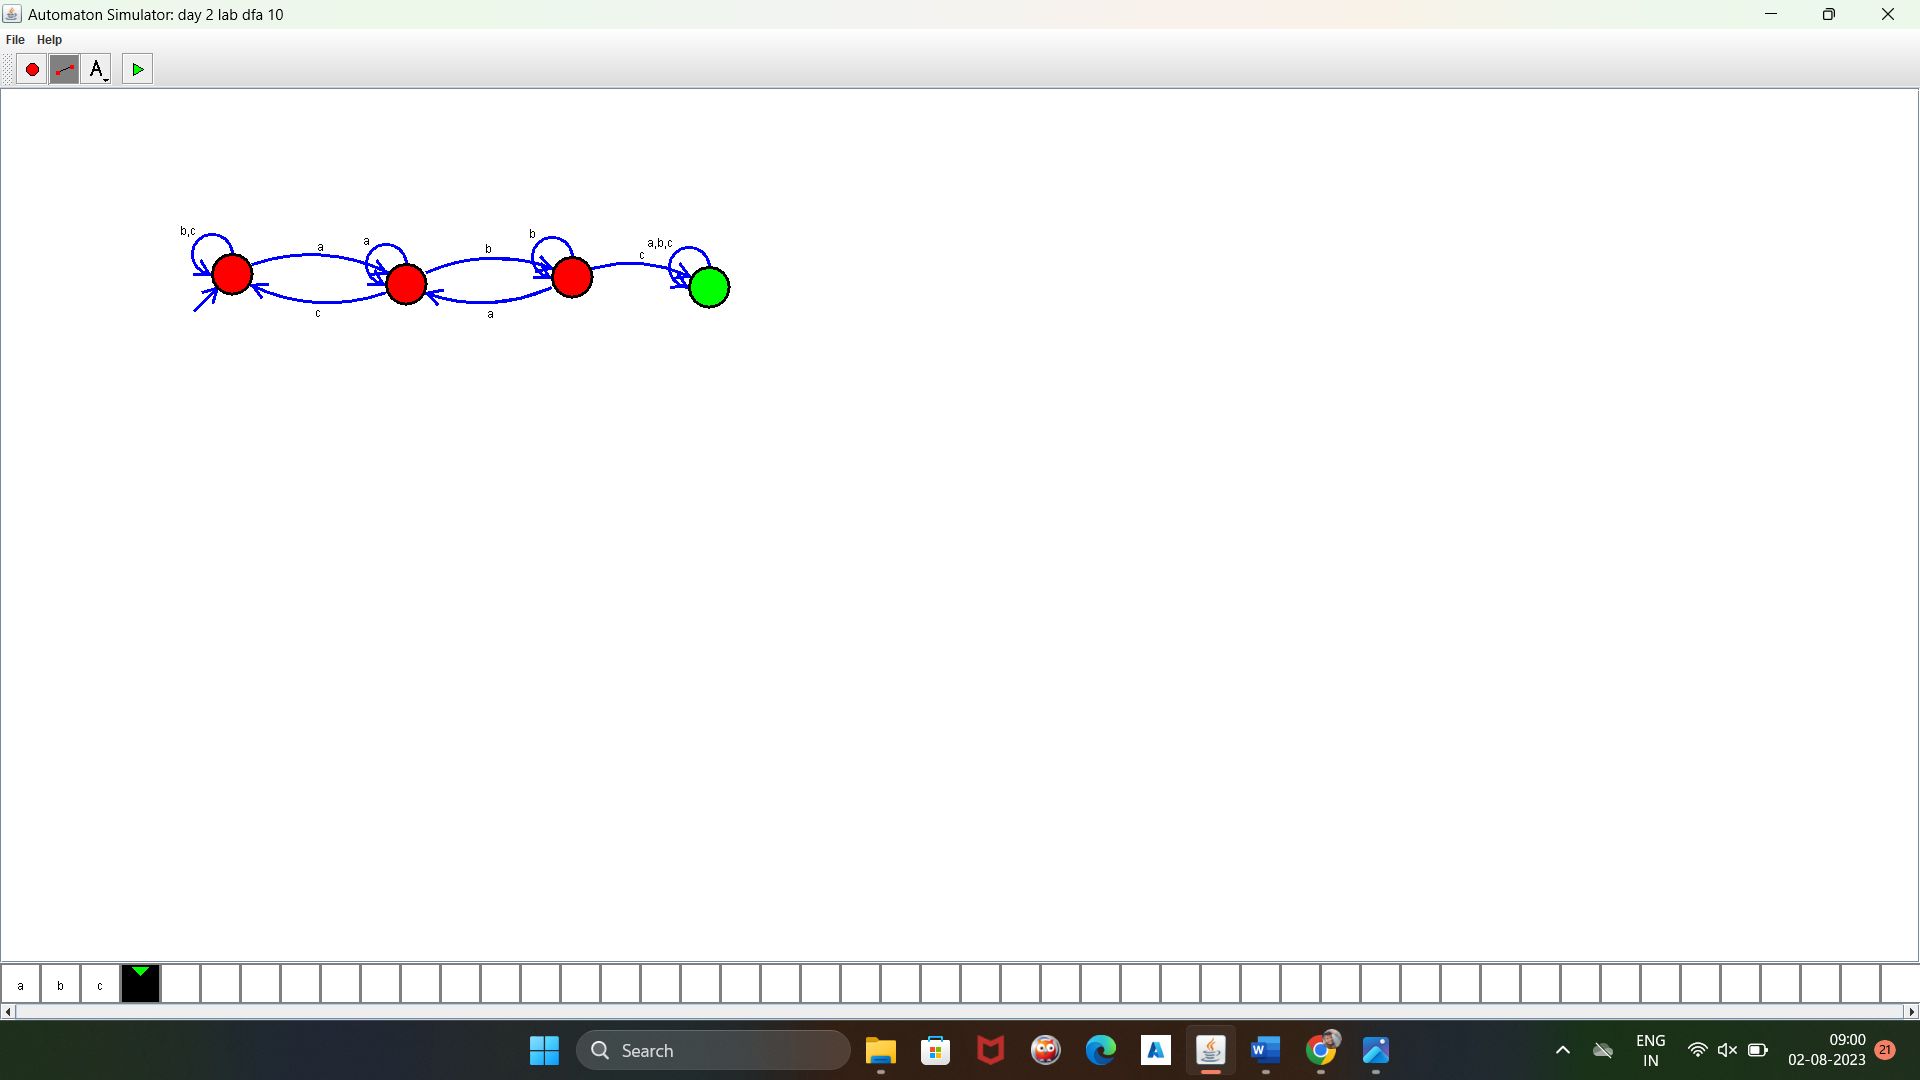 Automaton Simulator: day 2 lab dfa 10
File Help
A
b,c
a
a
b
b
c
a,b,c
c
a
a b c
Search
W
A
ENG
IN
09:00
02-08-2023
21